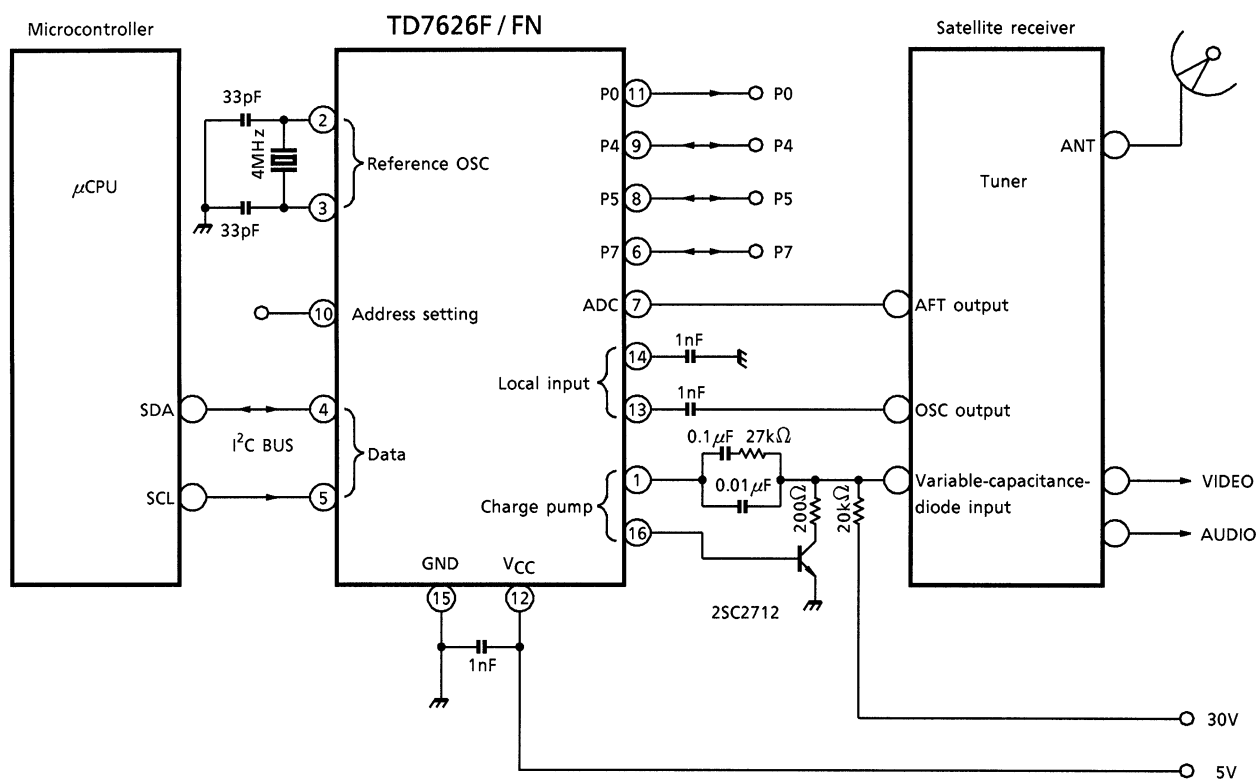 Microcontroller
TD7626F / FN
Satellite receiver
33pF
2
4MHz
Reference OSC
3
33pF
μCPU
P0 11 P0
P4 9 P4
P5 8 P5
P7 6 P7
ANT
Tuner
10 Address setting
ADC 7 AFT output
14 1nF
Local input
13 1nF OSC output
SDA 4
I²C BUS
Data
SCL 5
0.1μF 27kΩ
1
0.01μF
Charge pump
16
200Ω
20kΩ
Variable-capacitance-
diode input
VIDEO
AUDIO
2SC2712
GND
VCC
15
12
1nF
30V
5V